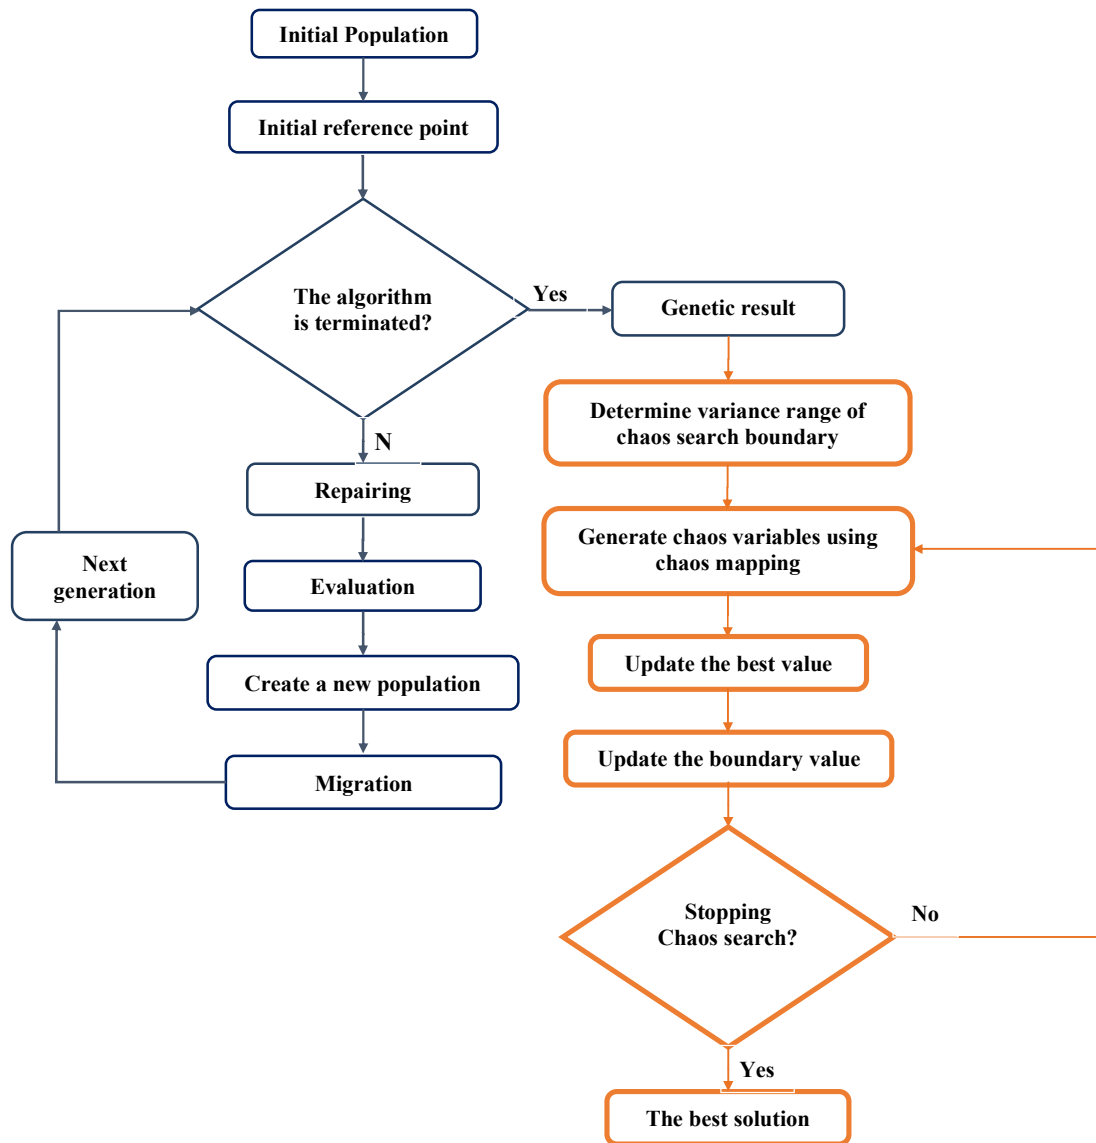 Initial Population
Initial reference point
The algorithm
is terminated?
Yes
Genetic result
N
Repairing
Evaluation
Create a new population
Migration
Next
generation
Determine variance range of
chaos search boundary
Generate chaos variables using
chaos mapping
Update the best value
Update the boundary value
Stopping
Chaos search?
No
Yes
The best solution